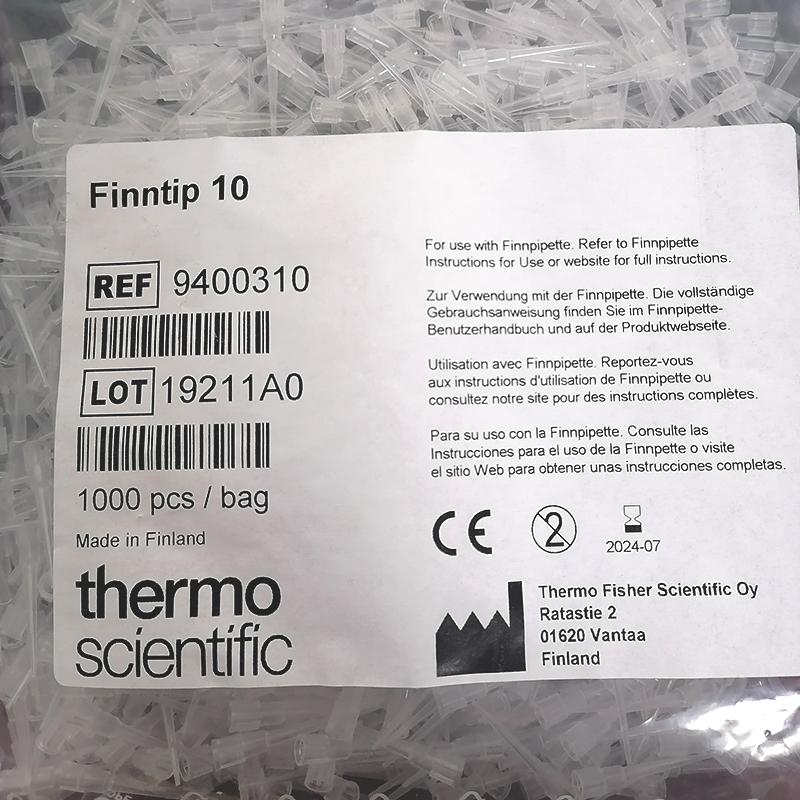 Finntip 10
REF 9400310
LOT 19211A0
1000 pcs / bag
Made in Finland
thermo
scientific
For use with Finnpipette. Refer to Finnpipette
Instructions for Use or website for full instructions.
Zur Verwendung mit der Finnpipette. Die vollständige
Gebrauchsanweisung finden Sie im Finnpipette-
Benutzerhandbuch und auf der Produktwebseite.
Utilisation avec Finnpipette. Reportez-vous
aux instructions d'utilisation de Finnpipette ou
consultez notre site pour des instructions complètes.
Para su uso con la Finnpipette. Consulte las
Instrucciones para el uso de la Finnpette o visite
el sitio Web para obtener unas instrucciones completas.
CE 2
2024-07
Thermo Fisher Scientific Oy
Ratastie 2
01620 Vantaa
Finland